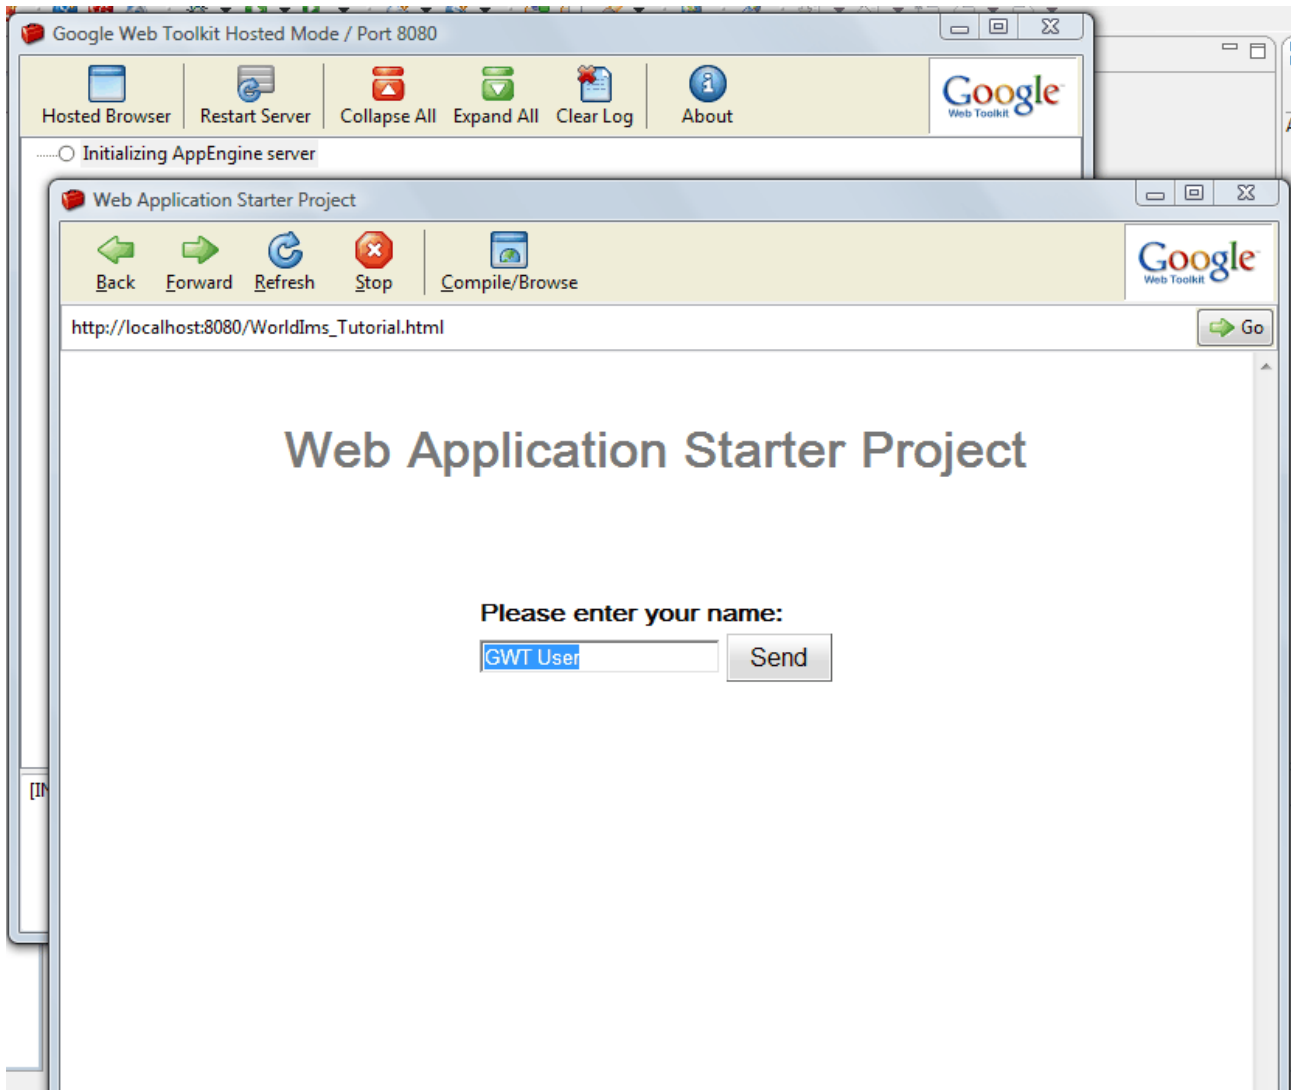 Google Web Toolkit Hosted Mode / Port 8080
Hosted Browser Restart Server Collapse All Expand All Clear Log About
Google
Web Toolkit
Initializing AppEngine server
Web Application Starter Project
Back Forward Refresh Stop Compile/Browse
Google
Web Toolkit
http://localhost:8080/WorldIms_Tutorial.html
Go
Web Application Starter Project
Please enter your name:
GWT User
Send